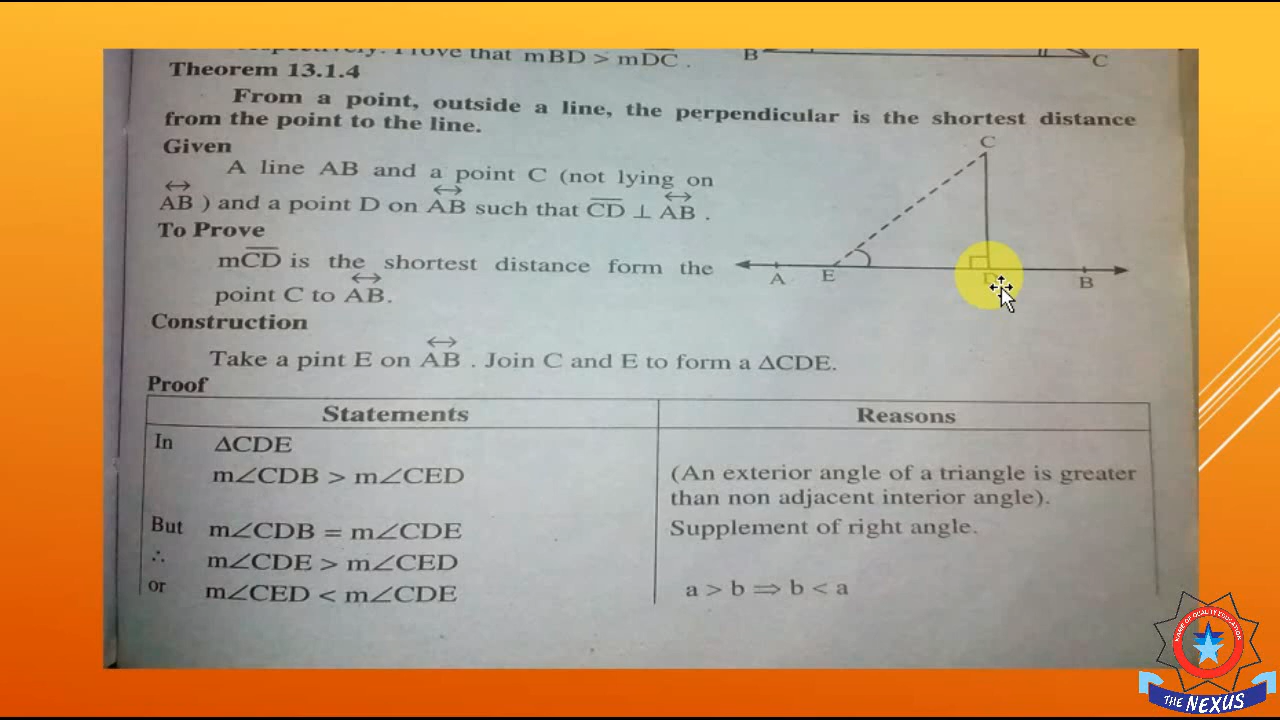 respectively. Prove that mBD > mDC .
B
C
Theorem 13.1.4
From a point, outside a line, the perpendicular is the shortest distance
from the point to the line.
Given
A line AB and a point C (not lying on
AB ) and a point D on AB such that CD ⊥ AB .
To Prove
mCD is the shortest distance form the
point C to AB.
C
A
E
D
B
Construction
Take a pint E on AB . Join C and E to form a ΔCDE.
Proof
Statements
Reasons
In ΔCDE
m∠CDB > m∠CED
(An exterior angle of a triangle is greater
than non adjacent interior angle).
But m∠CDB = m∠CDE
Supplement of right angle.
∴ m∠CDE > m∠CED
or m∠CED < m∠CDE
a > b ⟹ b < a
NAME OF QUALITY EDUCATION
THE NEXUS